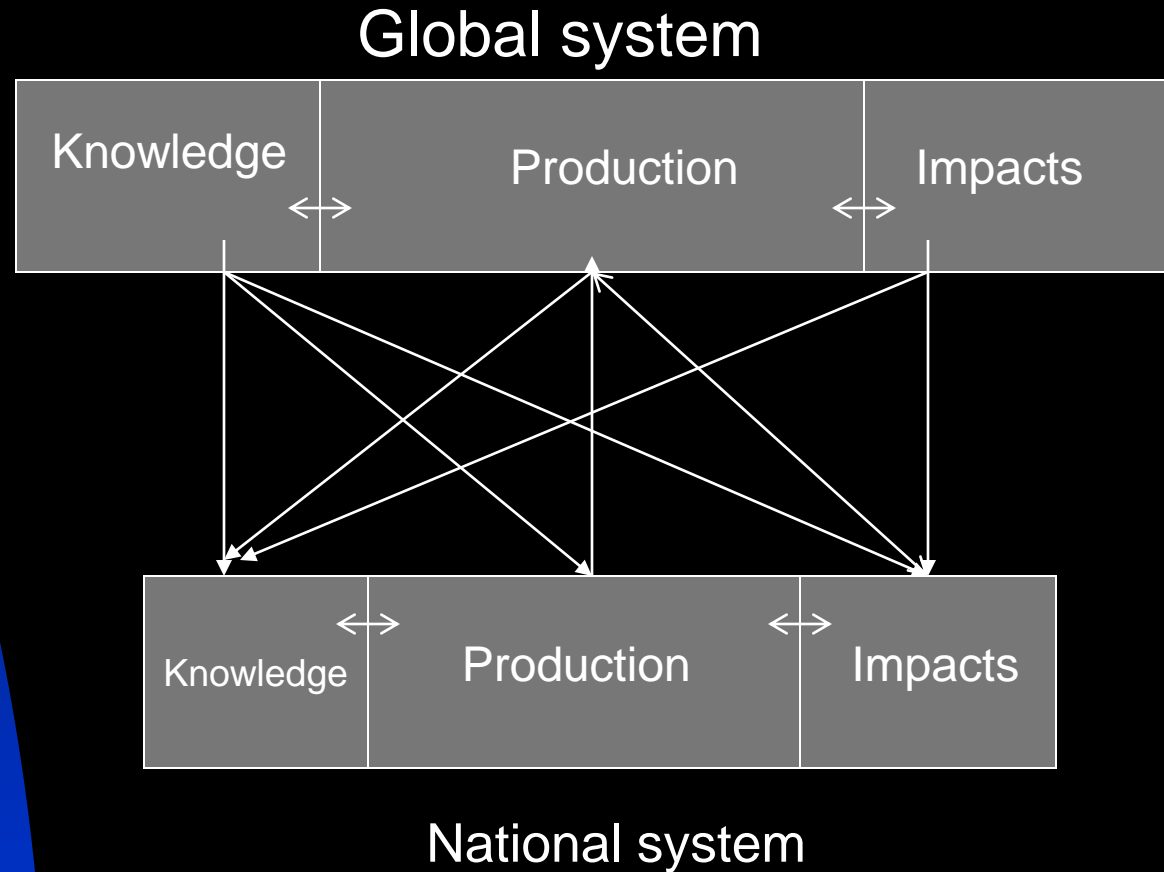 Global system
Knowledge
Production
Impacts
Knowledge
Production
Impacts
National system